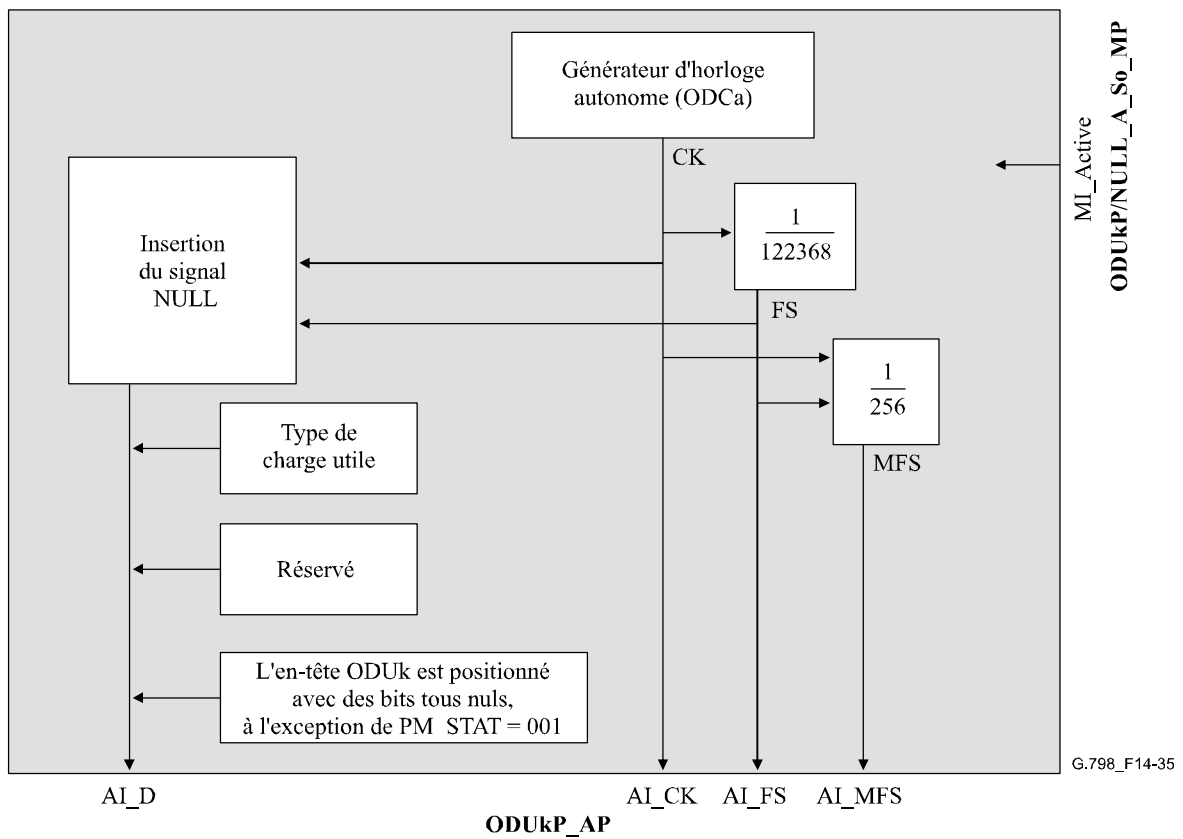 Générateur d'horloge
autonome (ODCa)
CK
MI_Active
ODUkP/NULL_A_So_MP
Insertion
du signal
NULL
1
122368
FS
1
256
MFS
Type de
charge utile
Réservé
L'en-tête ODUk est positionné
avec des bits tous nuls,
à l'exception de PM STAT = 001
G.798_F14-35
AI_D
AI_CK
AI_FS
AI_MFS
ODUkP_AP